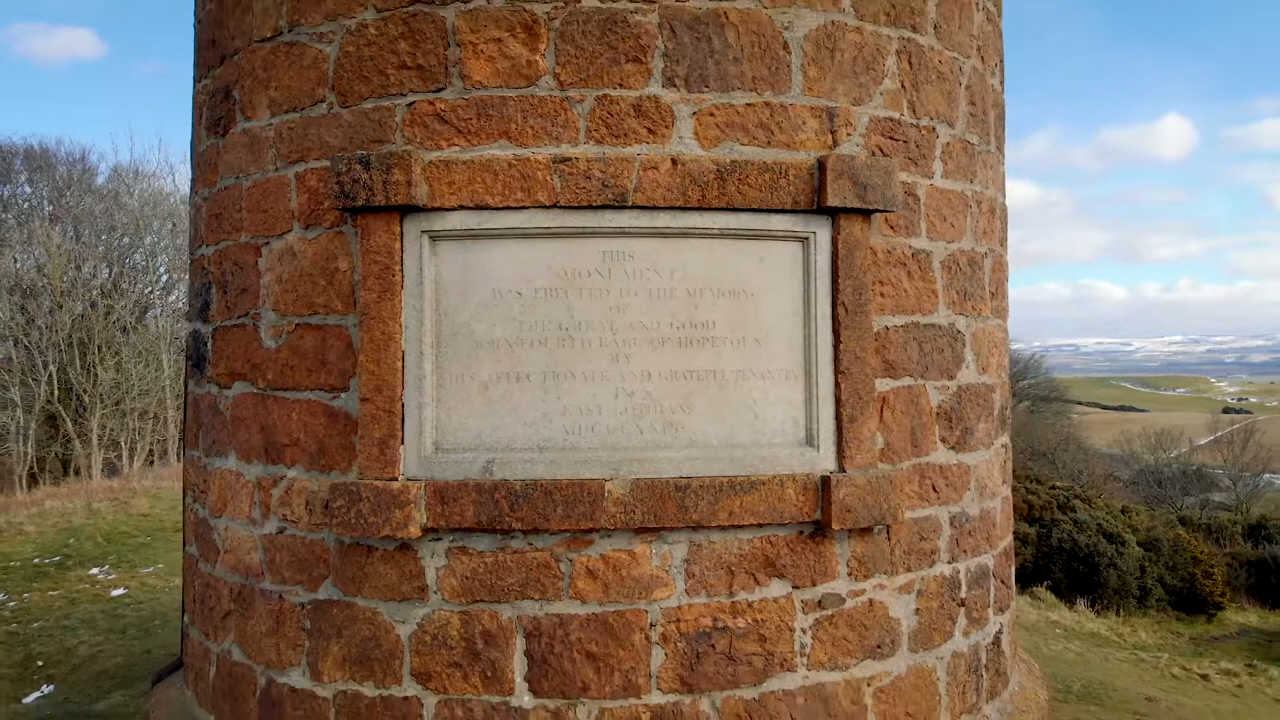 THIS
MONUMENT
WAS ERECTED TO THE MEMORY
OF
THE GREAT AND GOOD
JOHN FOURTH EARL OF HOPETOUN
BY
HIS AFFECTIONATE AND GRATEFUL TENANTRY
IN
EAST LOTHIAN